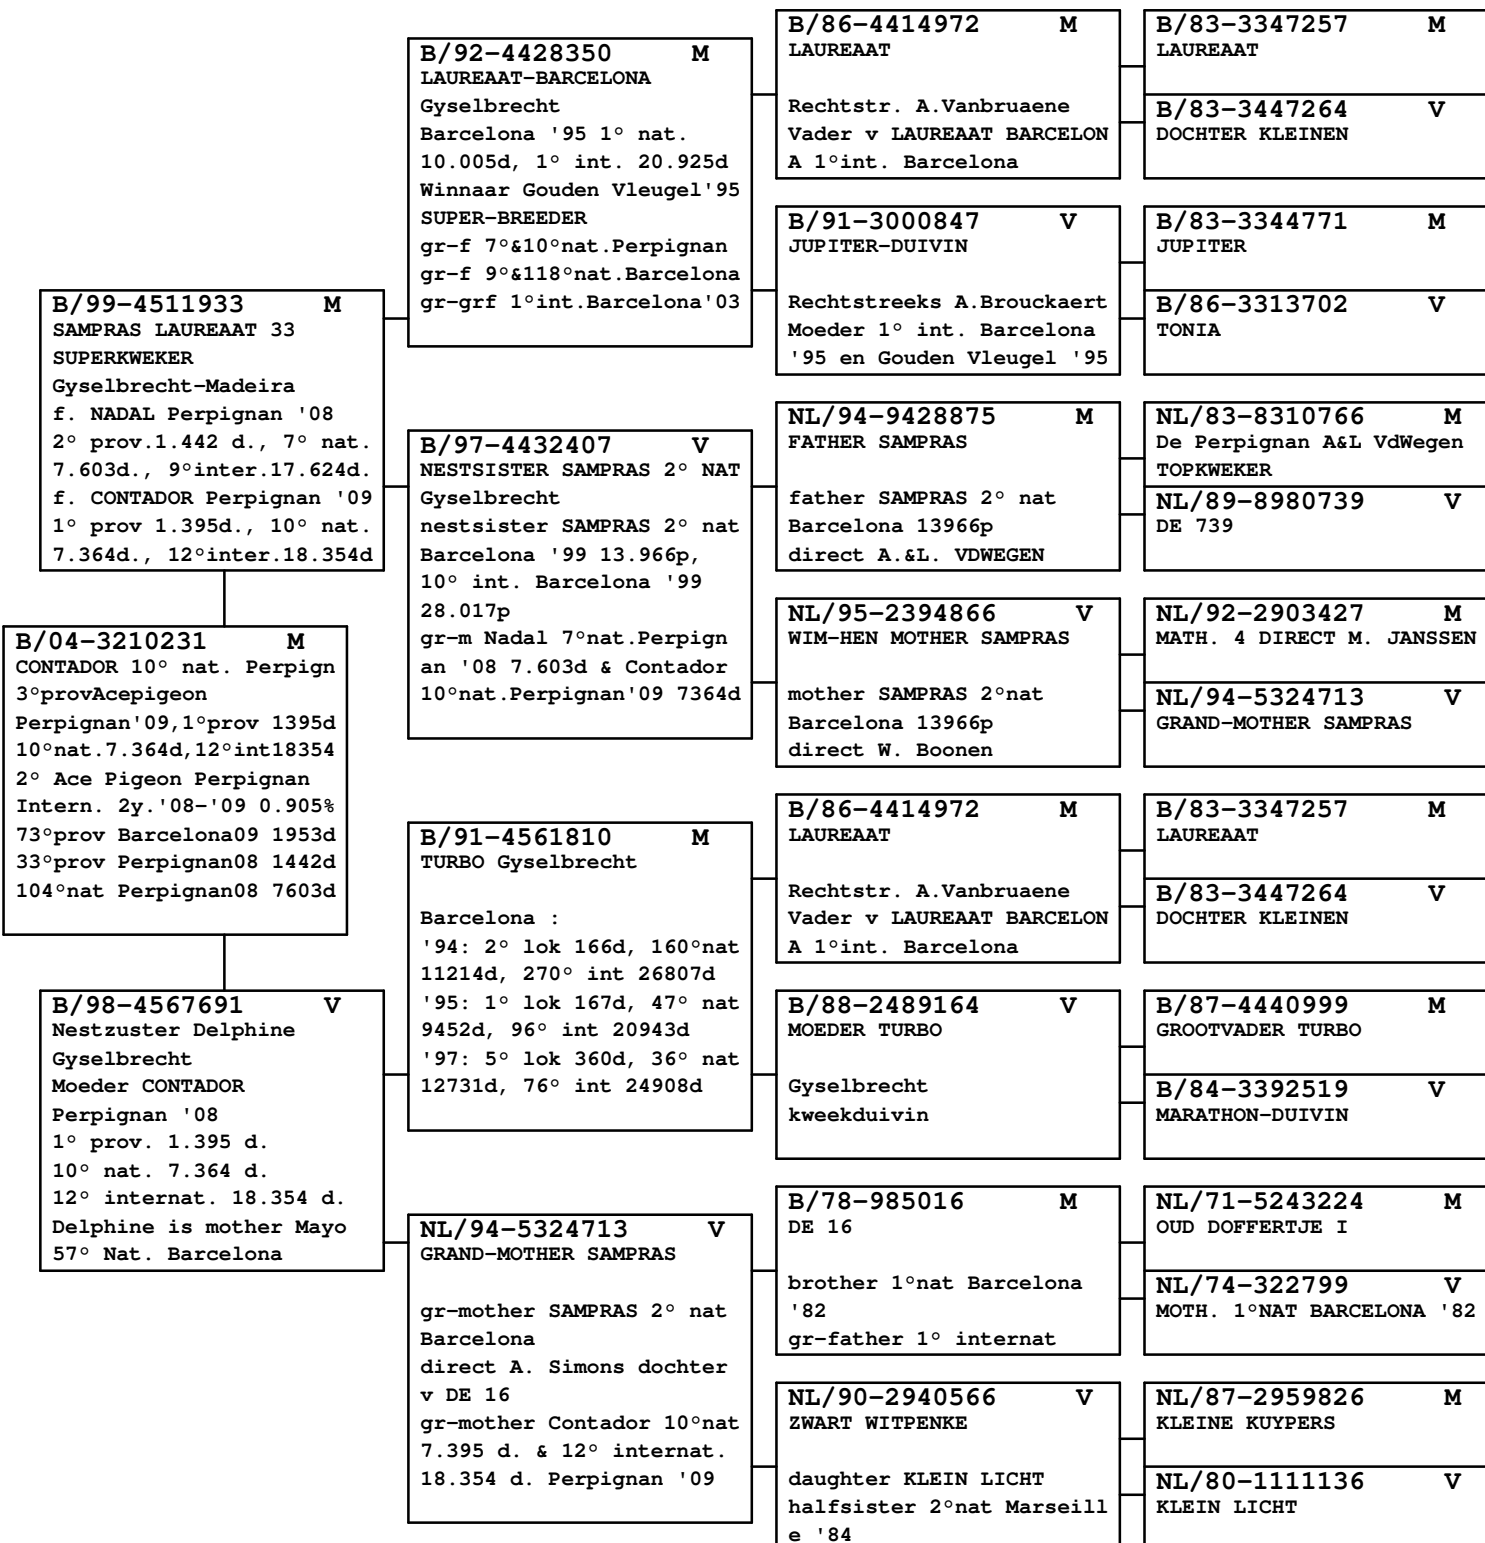 B/04-3210231 M
CONTADOR 10° nat. Perpign
3°provAcepigeon
Perpignan'09,1°prov 1395d
10°nat.7.364d,12°int18354
2° Ace Pigeon Perpignan
Intern. 2y.'08-'09 0.905%
73°prov Barcelona09 1953d
33°prov Perpignan08 1442d
104°nat Perpignan08 7603d
B/99-4511933 M
SAMPRAS LAUREAAT 33
SUPERKWEKER
Gyselbrecht-Madeira
f. NADAL Perpignan '08
2° prov.1.442 d., 7° nat.
7.603d., 9°inter.17.624d.
f. CONTADOR Perpignan '09
1° prov 1.395d., 10° nat.
7.364d., 12°inter.18.354d
B/98-4567691 V
Nestzuster Delphine
Gyselbrecht
Moeder CONTADOR
Perpignan '08
1° prov. 1.395 d.
10° nat. 7.364 d.
12° internat. 18.354 d.
Delphine is mother Mayo
57° Nat. Barcelona
B/92-4428350 M
LAUREAAT-BARCELONA
Gyselbrecht
Barcelona '95 1° nat.
10.005d, 1° int. 20.925d
Winnaar Gouden Vleugel'95
SUPER-BREEDER
gr-f 7°&10°nat.Perpignan
gr-f 9°&118°nat.Barcelona
gr-grf 1°int.Barcelona'03
B/97-4432407 V
NESTSISTER SAMPRAS 2° NAT
Gyselbrecht
nestsister SAMPRAS 2° nat
Barcelona '99 13.966p,
10° int. Barcelona '99
28.017p
gr-m Nadal 7°nat.Perpign
an '08 7.603d & Contador
10°nat.Perpignan'09 7364d
B/91-4561810 M
TURBO Gyselbrecht
Barcelona :
'94: 2° lok 166d, 160°nat
11214d, 270° int 26807d
'95: 1° lok 167d, 47° nat
9452d, 96° int 20943d
'97: 5° lok 360d, 36° nat
12731d, 76° int 24908d
NL/94-5324713 V
GRAND-MOTHER SAMPRAS
gr-mother SAMPRAS 2° nat
Barcelona
direct A. Simons dochter
v DE 16
gr-mother Contador 10°nat
7.395 d. & 12° internat.
18.354 d. Perpignan '09
B/86-4414972 M
LAUREAAT
Rechtstr. A.Vanbruaene
Vader v LAUREAAT BARCELON
A 1°int. Barcelona
B/91-3000847 V
JUPITER-DUIVIN
Rechtstreeks A.Brouckaert
Moeder 1° int. Barcelona
'95 en Gouden Vleugel '95
NL/94-9428875 M
FATHER SAMPRAS
father SAMPRAS 2° nat
Barcelona 13966p
direct A.&L. VDWEGEN
NL/95-2394866 V
WIM-HEN MOTHER SAMPRAS
mother SAMPRAS 2°nat
Barcelona 13966p
direct W. Boonen
B/86-4414972 M
LAUREAAT
Rechtstr. A.Vanbruaene
Vader v LAUREAAT BARCELON
A 1°int. Barcelona
B/88-2489164 V
MOEDER TURBO
Gyselbrecht
kweekduivin
B/78-985016 M
DE 16
brother 1°nat Barcelona
'82
gr-father 1° internat
NL/90-2940566 V
ZWART WITPENKE
daughter KLEIN LICHT
halfsister 2°nat Marseill
e '84
B/83-3347257 M
LAUREAAT
B/83-3447264 V
DOCHTER KLEINEN
B/83-3344771 M
JUPITER
B/86-3313702 V
TONIA
NL/83-8310766 M
De Perpignan A&L VdWegen
TOPKWEKER
NL/89-8980739 V
DE 739
NL/92-2903427 M
MATH. 4 DIRECT M. JANSSEN
NL/94-5324713 V
GRAND-MOTHER SAMPRAS
B/83-3347257 M
LAUREAAT
B/83-3447264 V
DOCHTER KLEINEN
B/87-4440999 M
GROOTVADER TURBO
B/84-3392519 V
MARATHON-DUIVIN
NL/71-5243224 M
OUD DOFFERTJE I
NL/74-322799 V
MOTH. 1°NAT BARCELONA '82
NL/87-2959826 M
KLEINE KUYPERS
NL/80-1111136 V
KLEIN LICHT